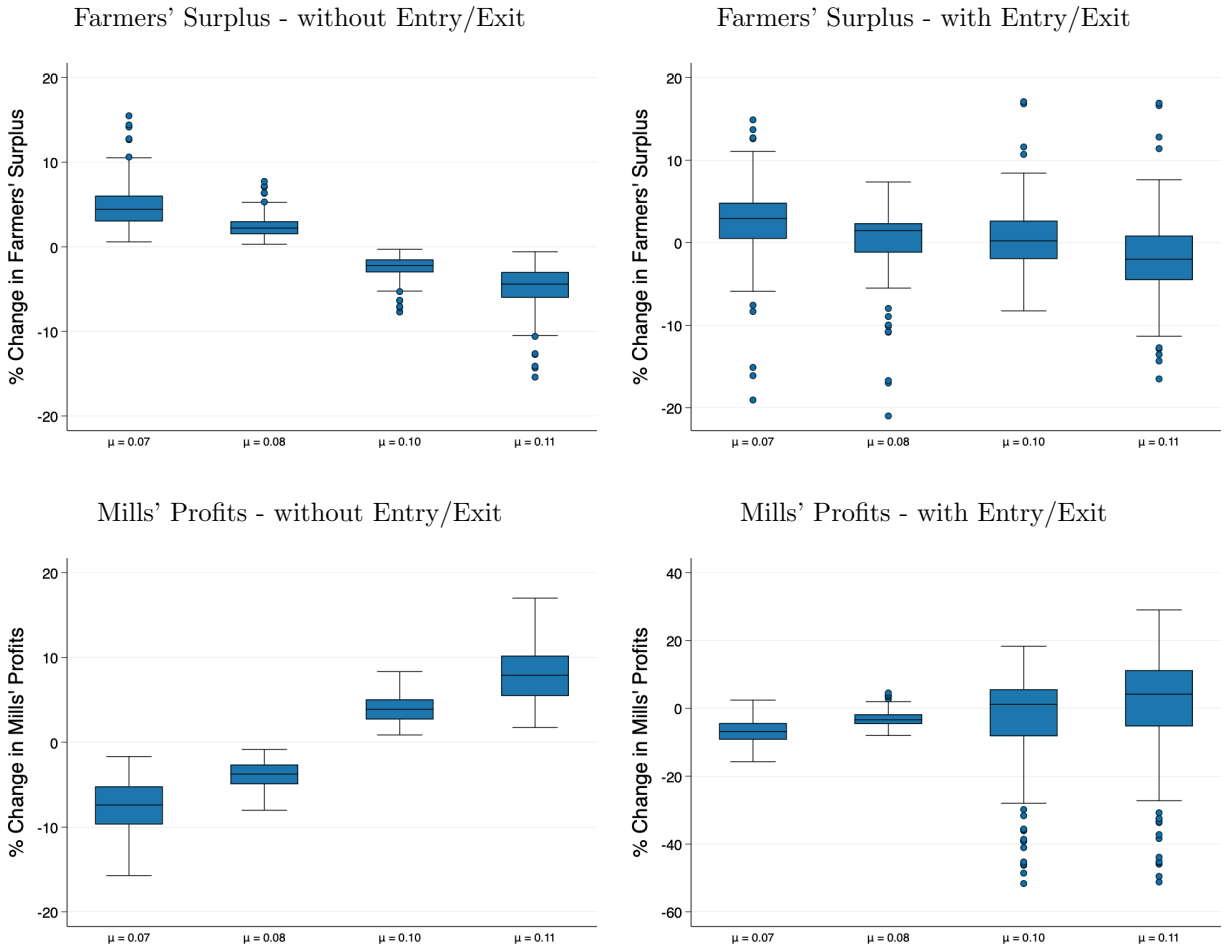 Farmers' Surplus - without Entry/Exit
% Change in Farmers' Surplus
20
10
0
-10
-20
μ = 0.07 μ = 0.08 μ = 0.10 μ = 0.11
Farmers' Surplus - with Entry/Exit
% Change in Farmers' Surplus
20
10
0
-10
-20
μ = 0.07 μ = 0.08 μ = 0.10 μ = 0.11
Mills' Profits - without Entry/Exit
% Change in Mills' Profits
20
10
0
-10
-20
μ = 0.07 μ = 0.08 μ = 0.10 μ = 0.11
Mills' Profits - with Entry/Exit
% Change in Mills' Profits
40
20
0
-20
-40
-60
μ = 0.07 μ = 0.08 μ = 0.10 μ = 0.11